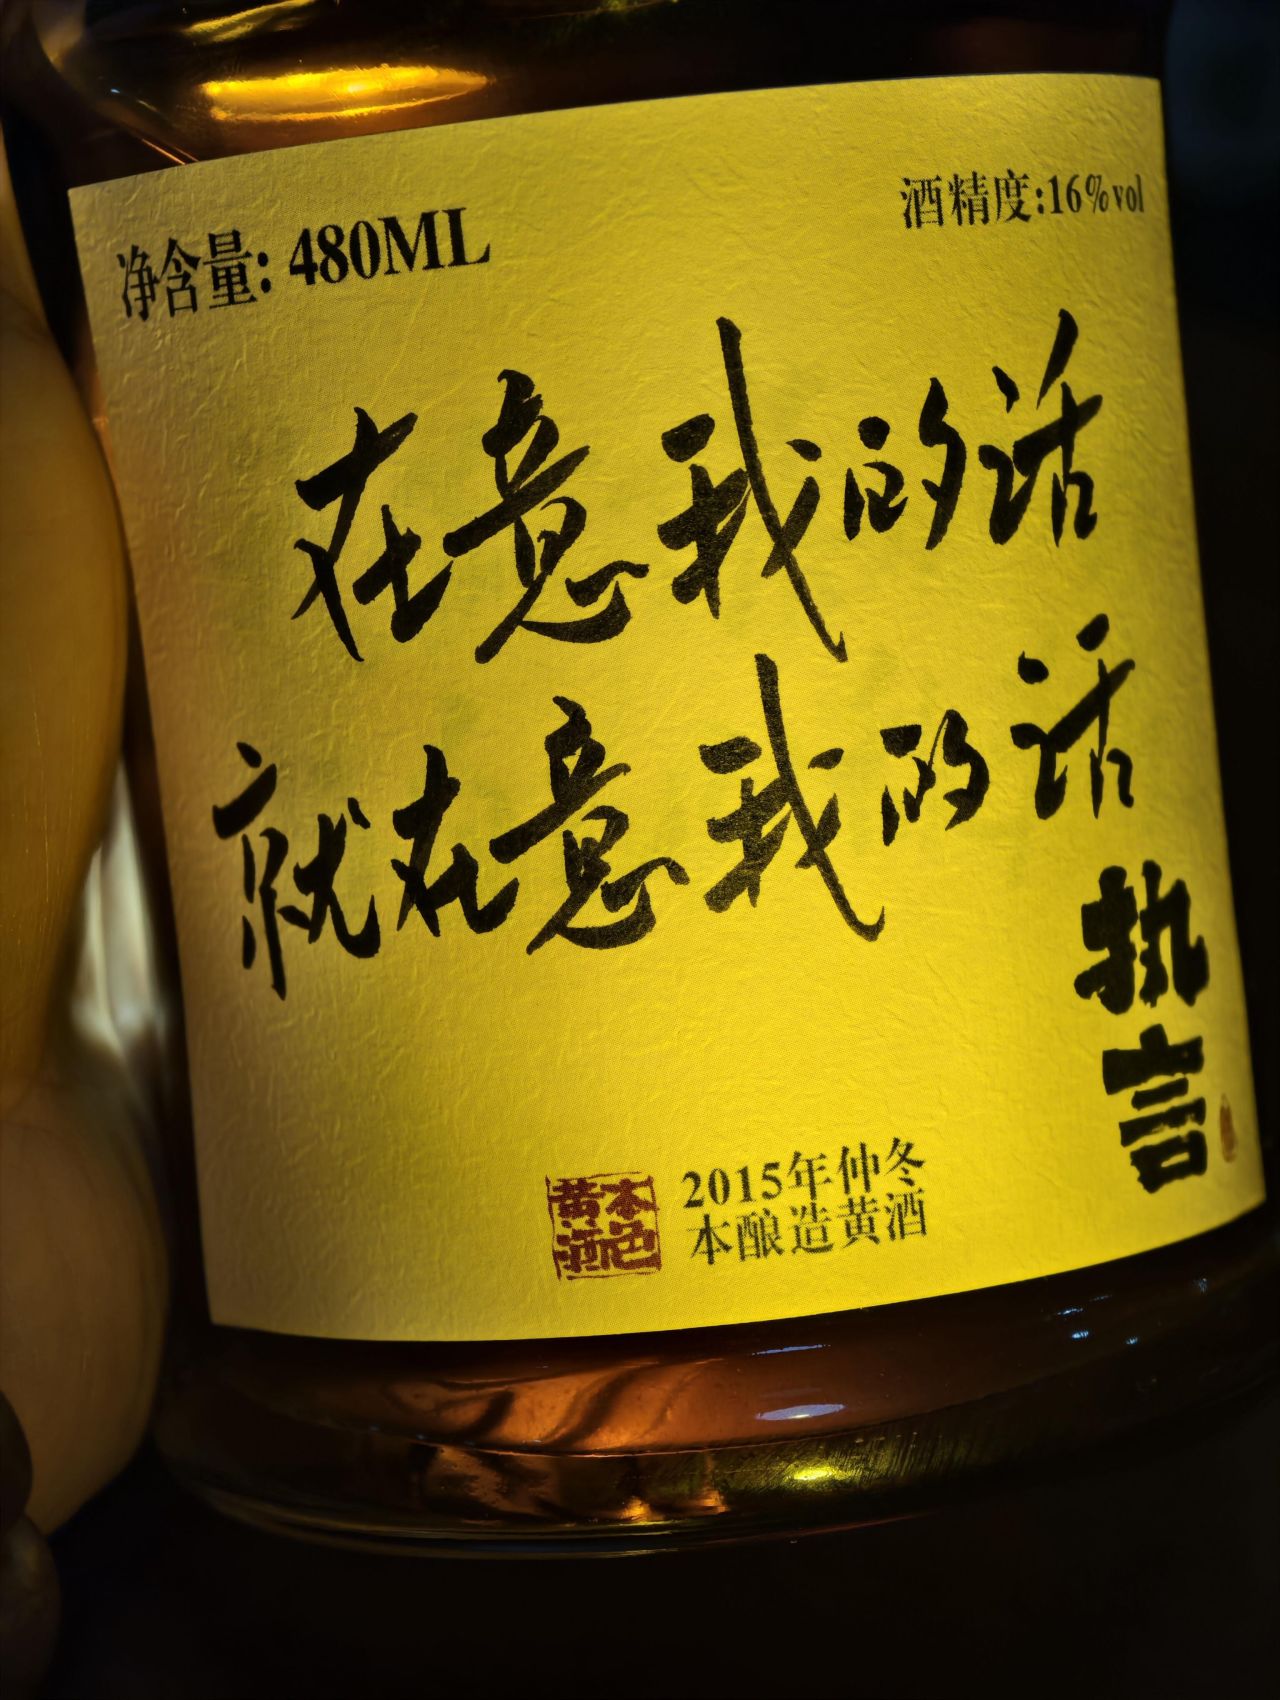 净含量: 480ML
酒精度:16%vol
在意我的话
就在意我的话
执言
本色黄酒
2015年仲冬
本酿造黄酒